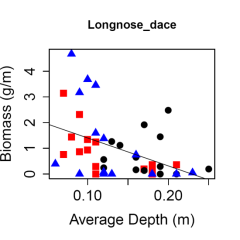 Longnose_dace
Biomass (g/m)
4
3
2
1
0
0.10
0.20
Average Depth (m)